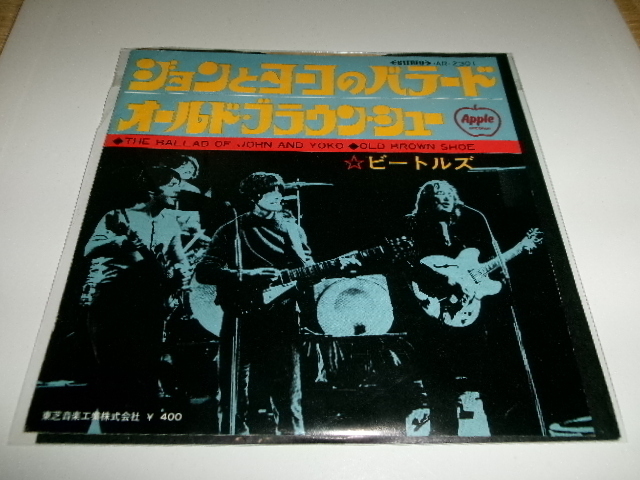 STEREO AR-2301
ジョンとヨーコのバラード
オールド・ブラウン・シュー
Apple
◆THE BALLAD OF JOHN AND YOKO ◆OLD BROWN SHOE
☆ビートルズ
東芝音楽工業株式会社 ¥ 400